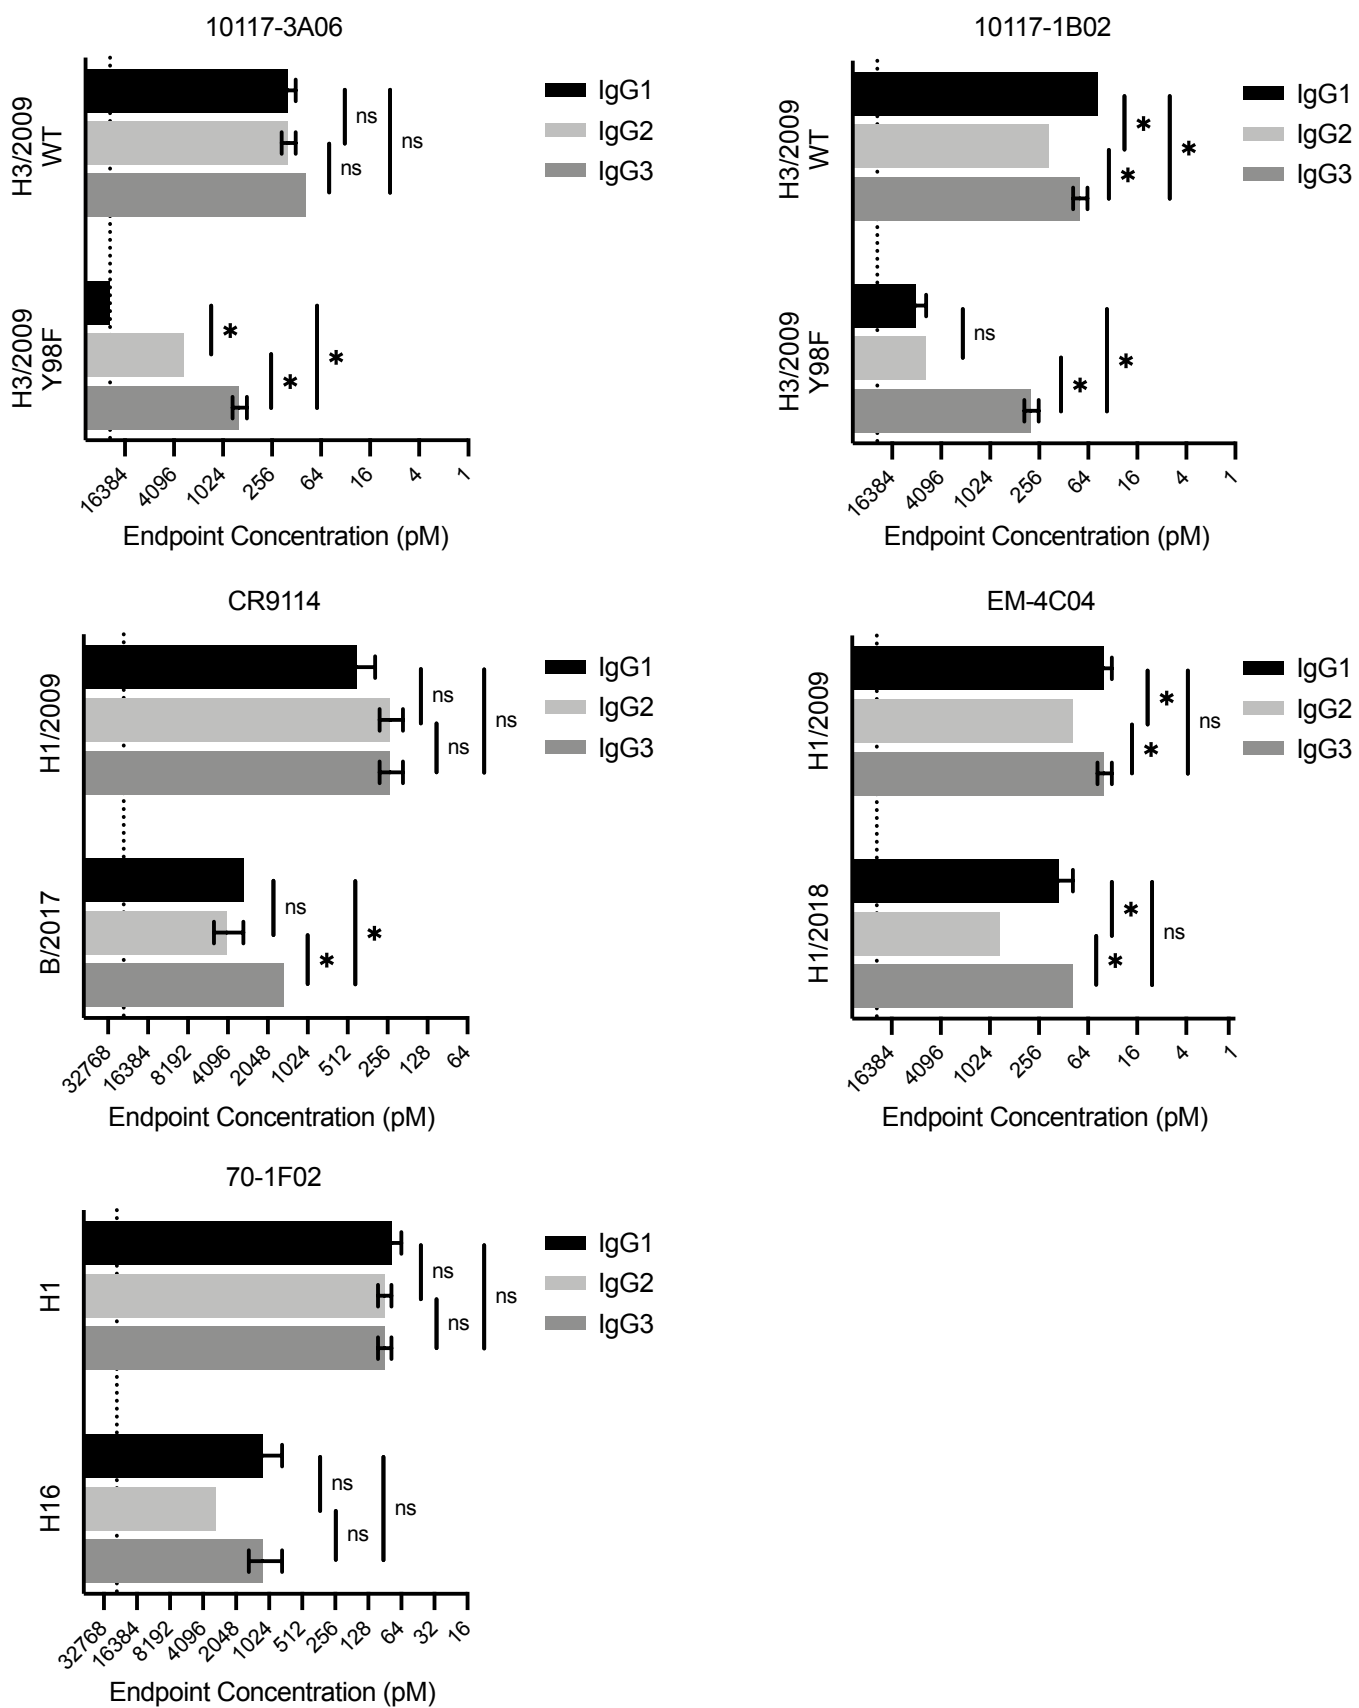 10117-3A06
H3/2009
WT
H3/2009
Y98F
ns
ns
ns
*
*
*
IgG1
IgG2
IgG3
16384 4096 1024 256 64 16 4 1
Endpoint Concentration (pM)
10117-1B02
H3/2009
WT
H3/2009
Y98F
*
*
*
ns
*
*
IgG1
IgG2
IgG3
16384 4096 1024 256 64 16 4 1
Endpoint Concentration (pM)
CR9114
H1/2009
B/2017
ns
ns
ns
ns
*
*
IgG1
IgG2
IgG3
32768 16384 8192 4096 2048 1024 512 256 128 64
Endpoint Concentration (pM)
EM-4C04
H1/2009
H1/2018
*
ns
*
*
ns
*
IgG1
IgG2
IgG3
16384 4096 1024 256 64 16 4 1
Endpoint Concentration (pM)
70-1F02
H1
H16
ns
ns
ns
ns
ns
ns
IgG1
IgG2
IgG3
32768 16384 8192 4096 2048 1024 512 256 128 64 32 16
Endpoint Concentration (pM)